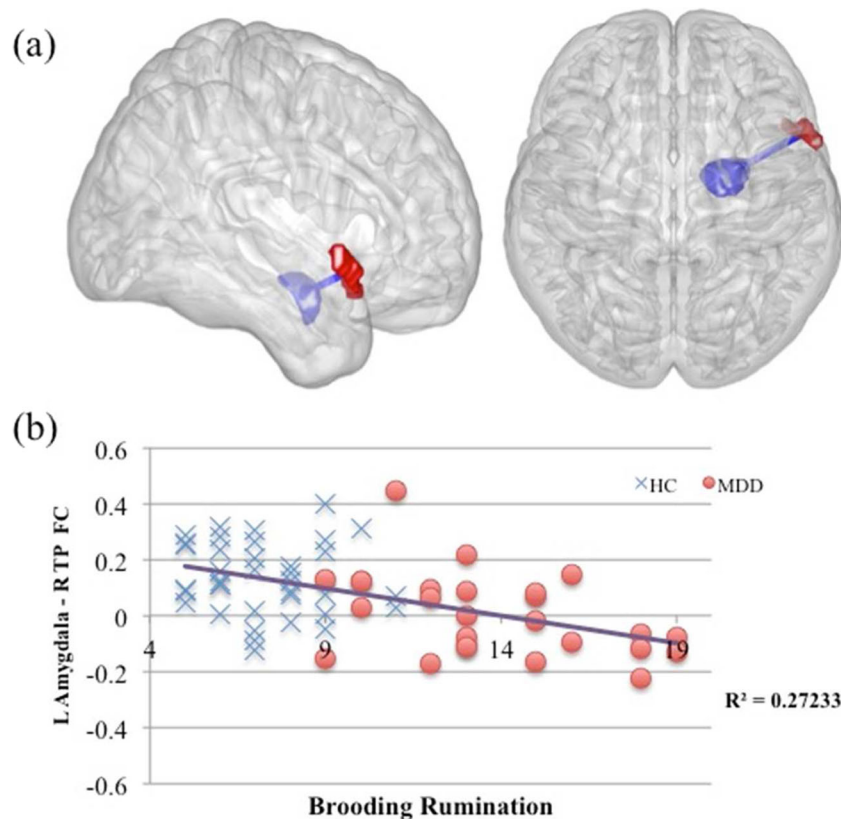 (a)
(b)
0.6
0.4
0.2
0
-0.2
-0.4
-0.6
4
9
14
19
L Amygdala - RTP FC
HC MDD
R² = 0.27233
Brooding Rumination